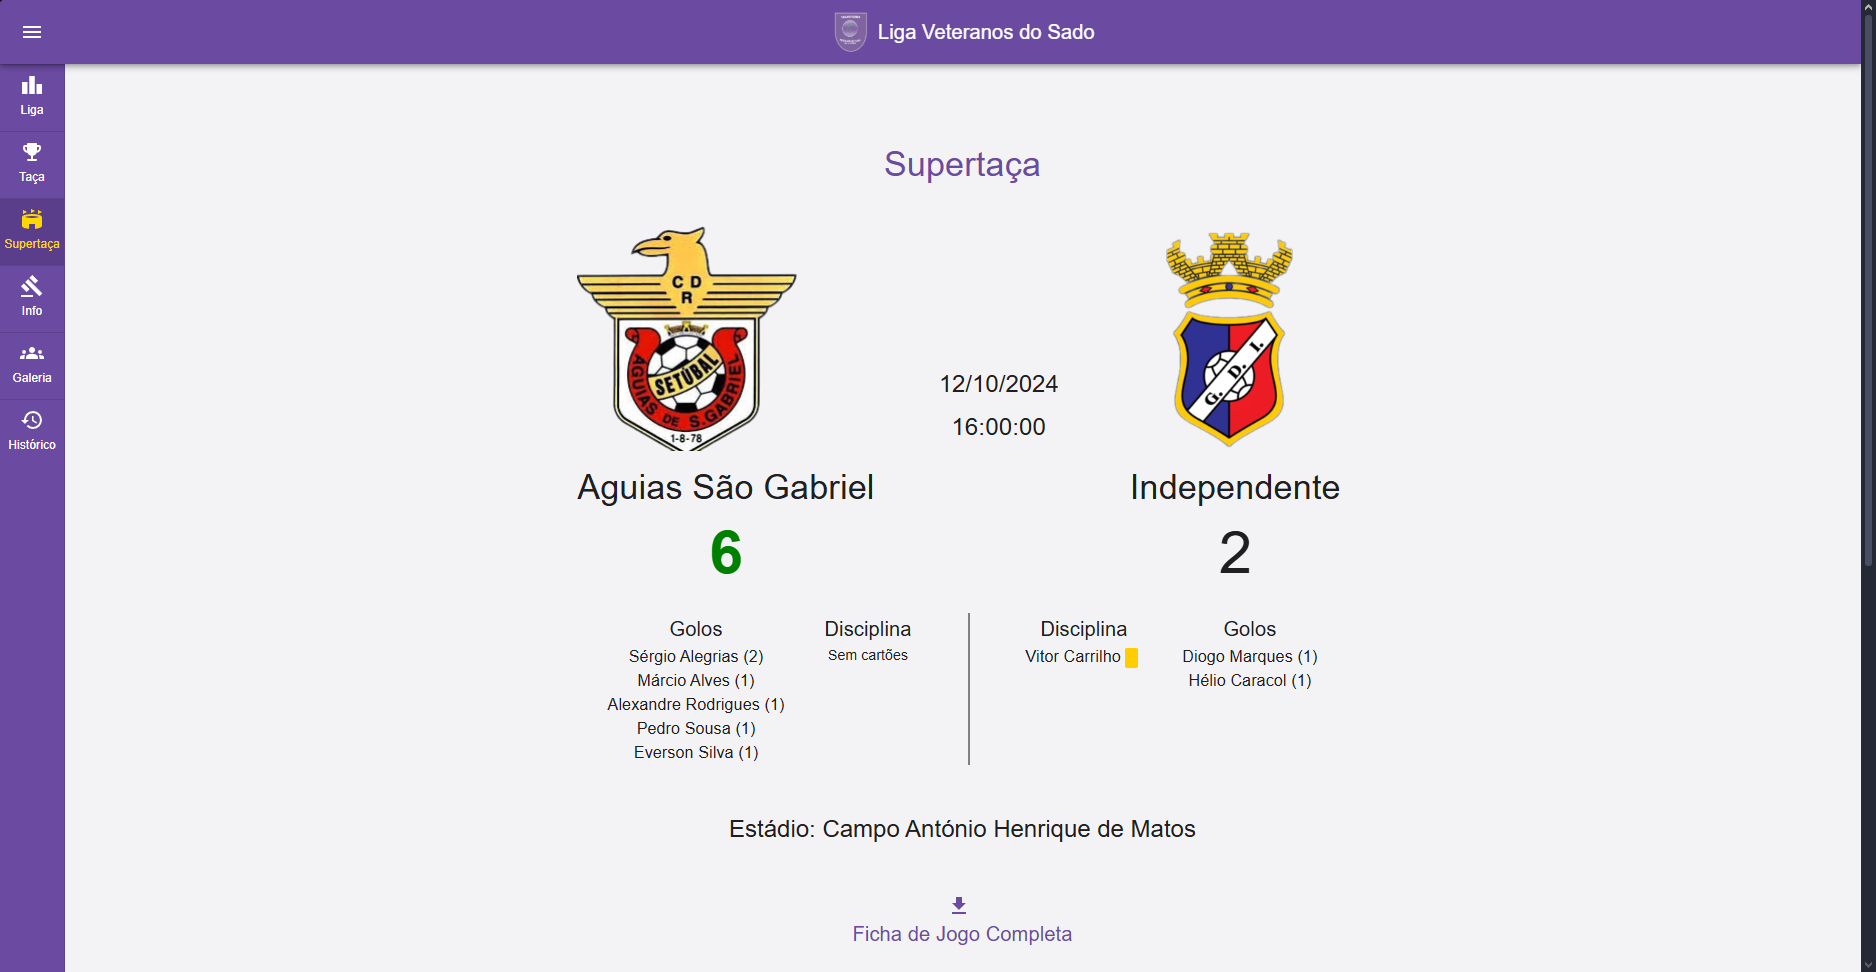 Liga Veteranos do Sado
Liga
Taça
Supertaça
Info
Galeria
Histórico
Supertaça
C D
R
SETÚBAL
AGUIAS DE S. GABRIEL
1-8-78
12/10/2024
16:00:00
G. D. I.
Aguias São Gabriel
Independente
6
2
Golos
Sérgio Alegrias (2)
Márcio Alves (1)
Alexandre Rodrigues (1)
Pedro Sousa (1)
Everson Silva (1)
Disciplina
Sem cartões
Disciplina
Vitor Carrilho
Golos
Diogo Marques (1)
Hélio Caracol (1)
Estádio: Campo António Henrique de Matos
Ficha de Jogo Completa